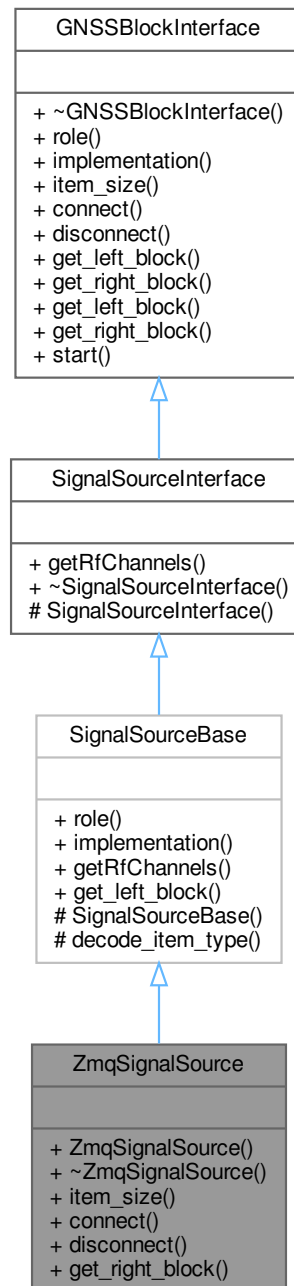 GNSSBlockInterface
+ ~GNSSBlockInterface()
+ role()
+ implementation()
+ item_size()
+ connect()
+ disconnect()
+ get_left_block()
+ get_right_block()
+ get_left_block()
+ get_right_block()
+ start()
SignalSourceInterface
+ getRfChannels()
+ ~SignalSourceInterface()
# SignalSourceInterface()
SignalSourceBase
+ role()
+ implementation()
+ getRfChannels()
+ get_left_block()
# SignalSourceBase()
# decode_item_type()
ZmqSignalSource
+ ZmqSignalSource()
+ ~ZmqSignalSource()
+ item_size()
+ connect()
+ disconnect()
+ get_right_block()